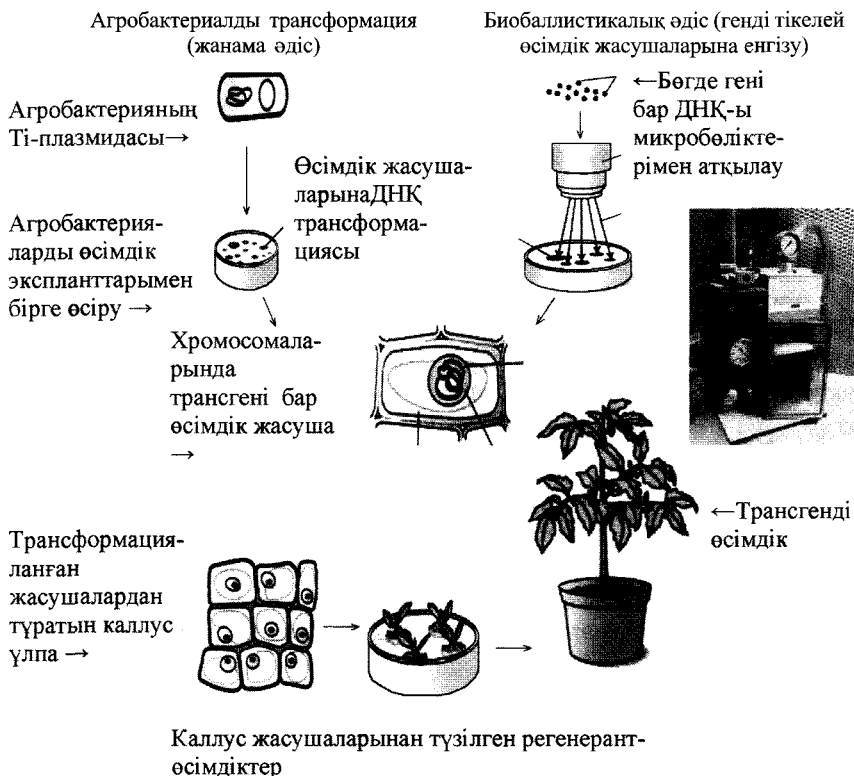 Агробактериалды трансформация
(жанама әдіс)
Биобаллистикалық әдіс (генді тікелей
өсімдік жасушаларына енгізу)
Агробактерияның
Ti-плазмидасы→
←Бөгде гені
бар ДНҚ-ы
микробөлікте-
рімен атқылау
Өсімдік жасуша-
ларынаДНҚ
трансформа-
циясы
Агробактерия-
ларды өсімдік
экспланттарымен
бірге өсіру →
Хромосомала-
рында
трансгені бар
өсімдік жасуша
→
←Трансгенді
өсімдік
Трансформация-
ланған
жасушалардан
тұратын каллус
ұлпа →
Каллус жасушаларынан түзілген регенерант-
өсімдіктер